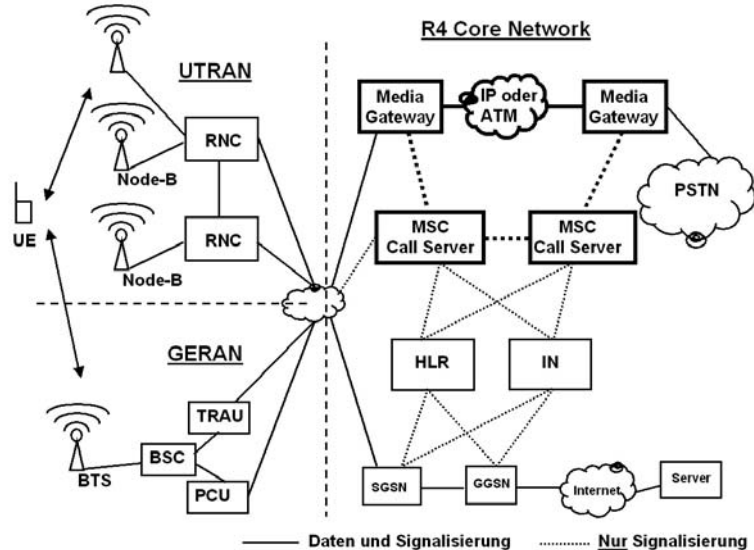 R4 Core Network
UTRAN
Media
Gateway
IP oder
ATM
Media
Gateway
RNC
Node-B
PSTN
UE
MSC
Call Server
MSC
Call Server
RNC
Node-B
GERAN
HLR
IN
TRAU
BSC
BTS
PCU
SGSN
GGSN
Internet
Server
Daten und Signalisierung
Nur Signalisierung